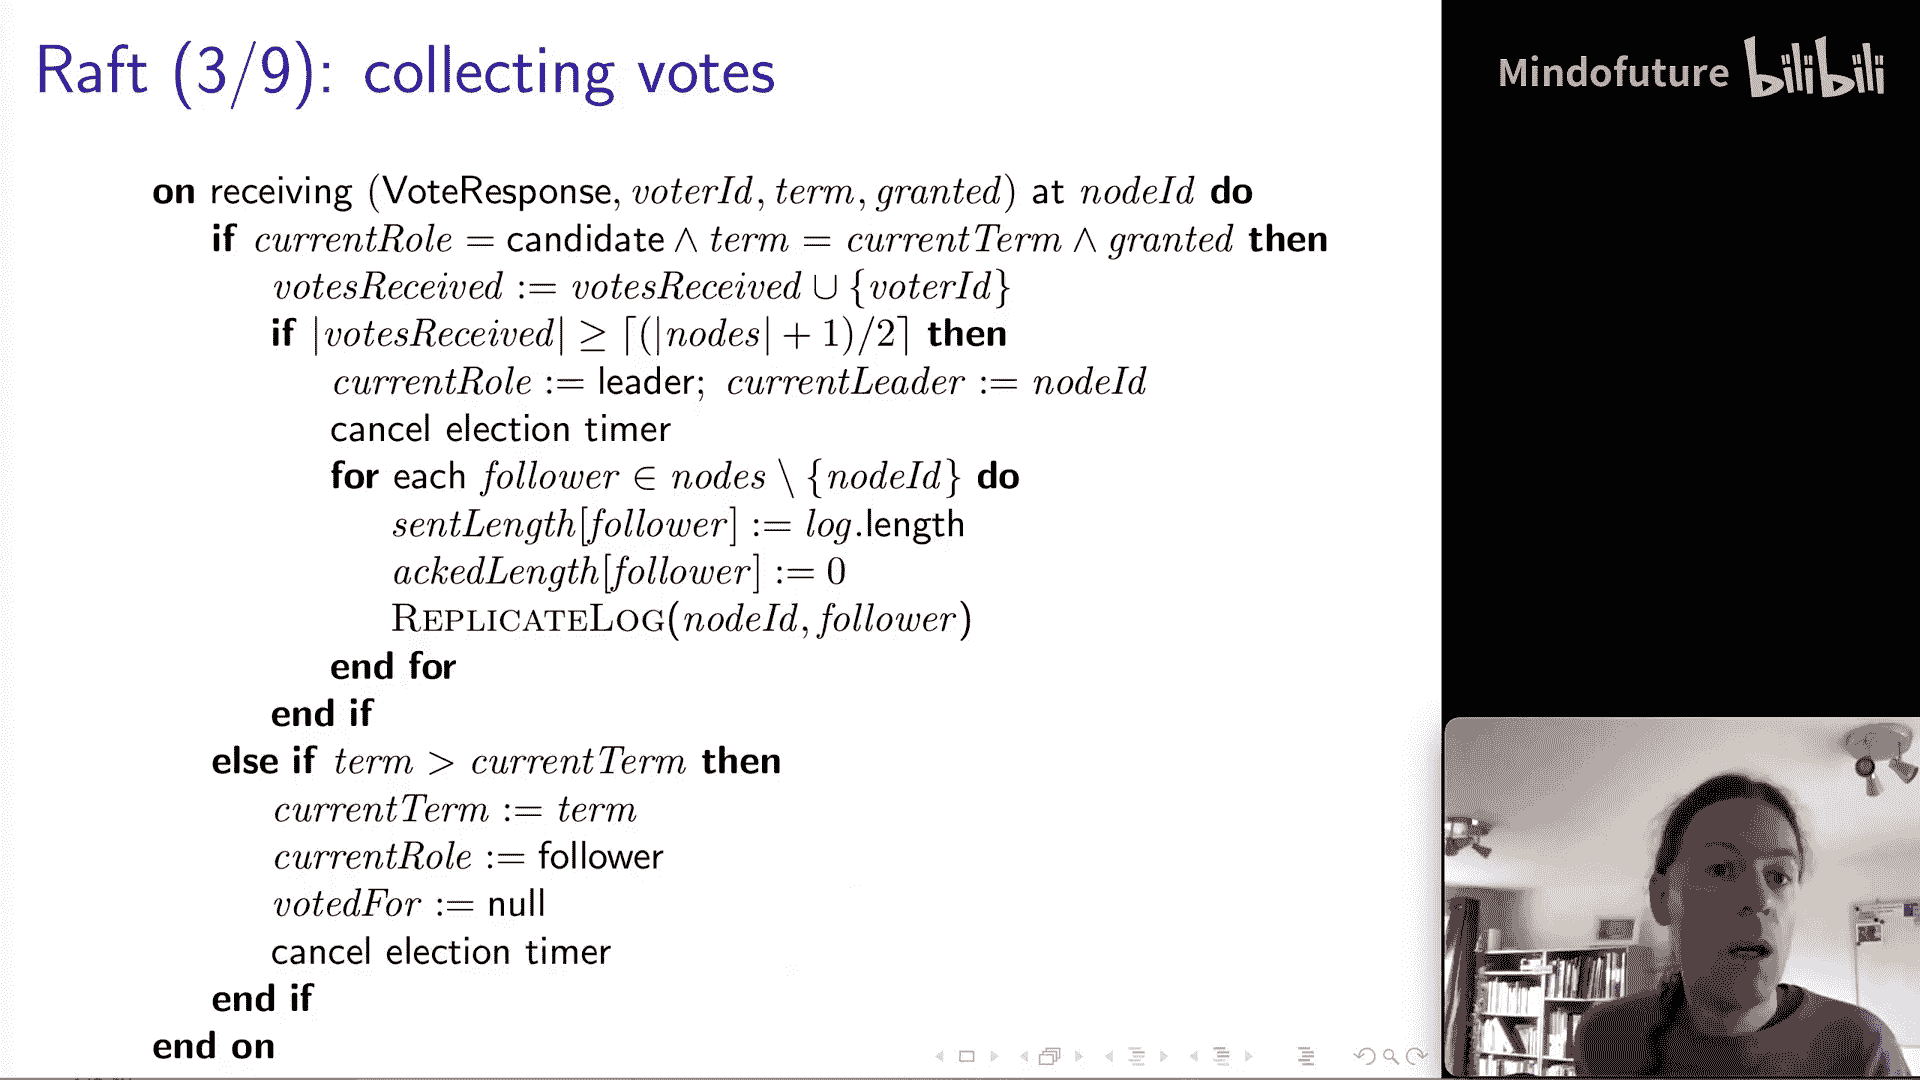 Raft (3/9): collecting votes
Mindofuture bilibili
on receiving (VoteResponse, voterId, term, granted) at nodeId do
if currentRole = candidate ∧ term = currentTerm ∧ granted then
votesReceived := votesReceived ∪ {voterId}
if |votesReceived| ≥ ⌈(|nodes| + 1)/2⌉ then
currentRole := leader; currentLeader := nodeId
cancel election timer
for each follower ∈ nodes \ {nodeId} do
sentLength[follower] := log.length
ackedLength[follower] := 0
REPLICATELOG(nodeId, follower)
end for
end if
else if term > currentTerm then
currentTerm := term
currentRole := follower
votedFor := null
cancel election timer
end if
end on